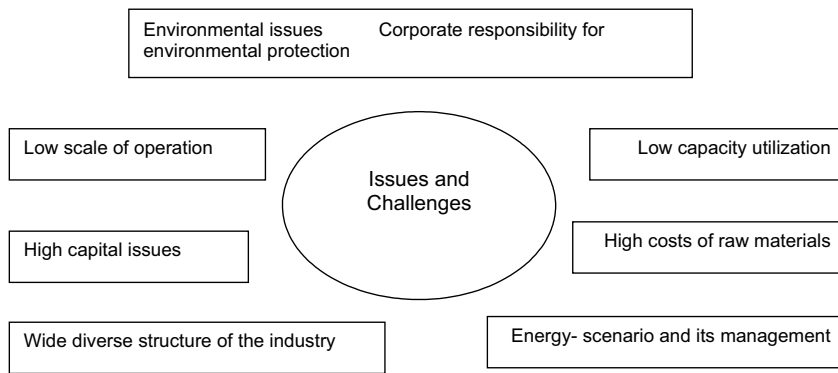 Environmental issues Corporate responsibility for
environmental protection
Low scale of operation
Low capacity utilization
Issues and
Challenges
High capital issues
High costs of raw materials
Wide diverse structure of the industry
Energy- scenario and its management